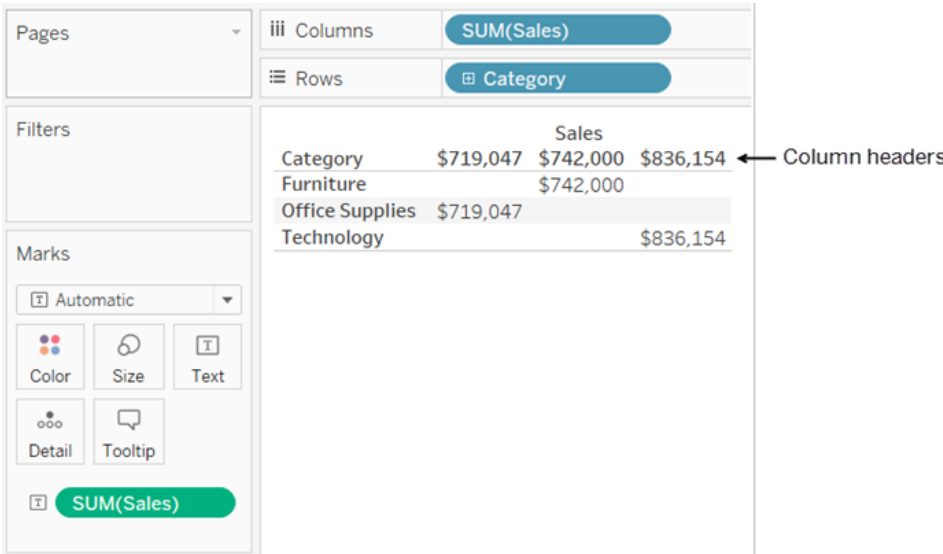 Pages
iii Columns SUM(Sales)
Rows Category
Filters
Sales
Category $719,047 $742,000 $836,154 Column headers
Furniture $742,000
Office Supplies $719,047
Technology $836,154
Marks
T Automatic
T
Color Size Text
Detail Tooltip
T SUM(Sales)